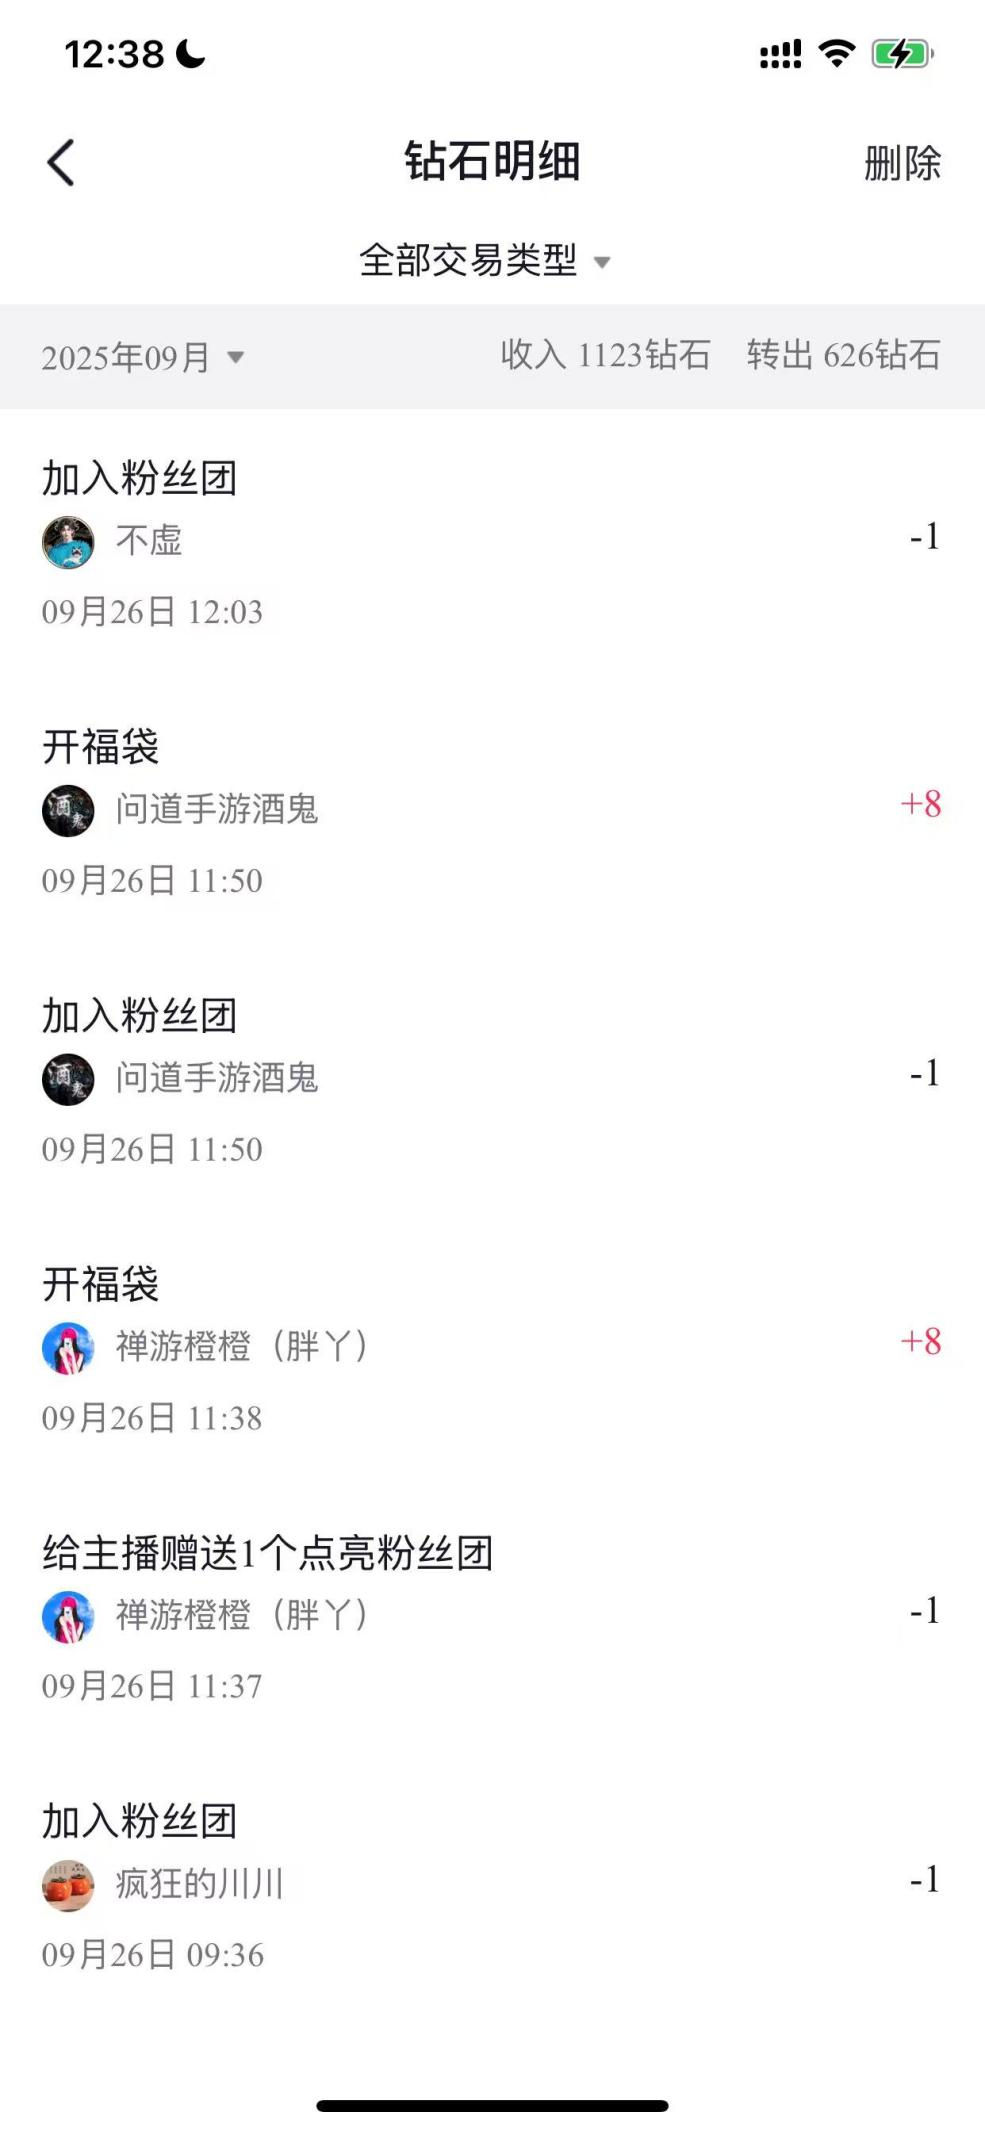 12:38
钻石明细
删除
全部交易类型
2025年09月 收入 1123钻石 转出 626钻石
加入粉丝团
不虚
-1
09月26日 12:03
开福袋
问道手游酒鬼
+8
09月26日 11:50
加入粉丝团
问道手游酒鬼
-1
09月26日 11:50
开福袋
禅游橙橙（胖丫）
+8
09月26日 11:38
给主播赠送1个点亮粉丝团
禅游橙橙（胖丫）
-1
09月26日 11:37
加入粉丝团
疯狂的川川
-1
09月26日 09:36